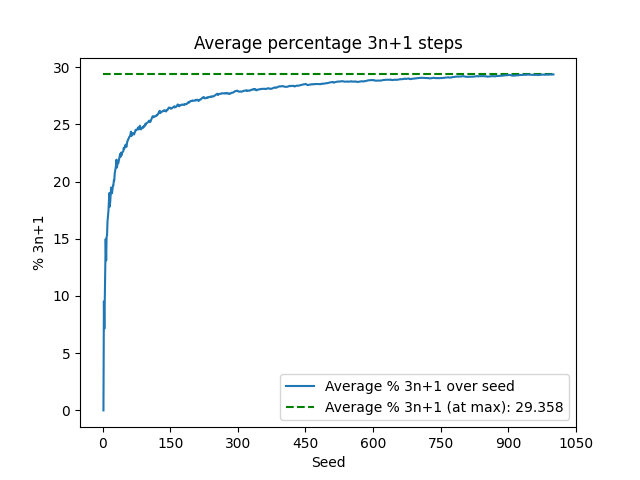 Average percentage 3n+1 steps
% 3n+1
30
25
20
15
10
5
0
0 150 300 450 600 750 900 1050
Seed
Average % 3n+1 over seed
Average % 3n+1 (at max): 29.358